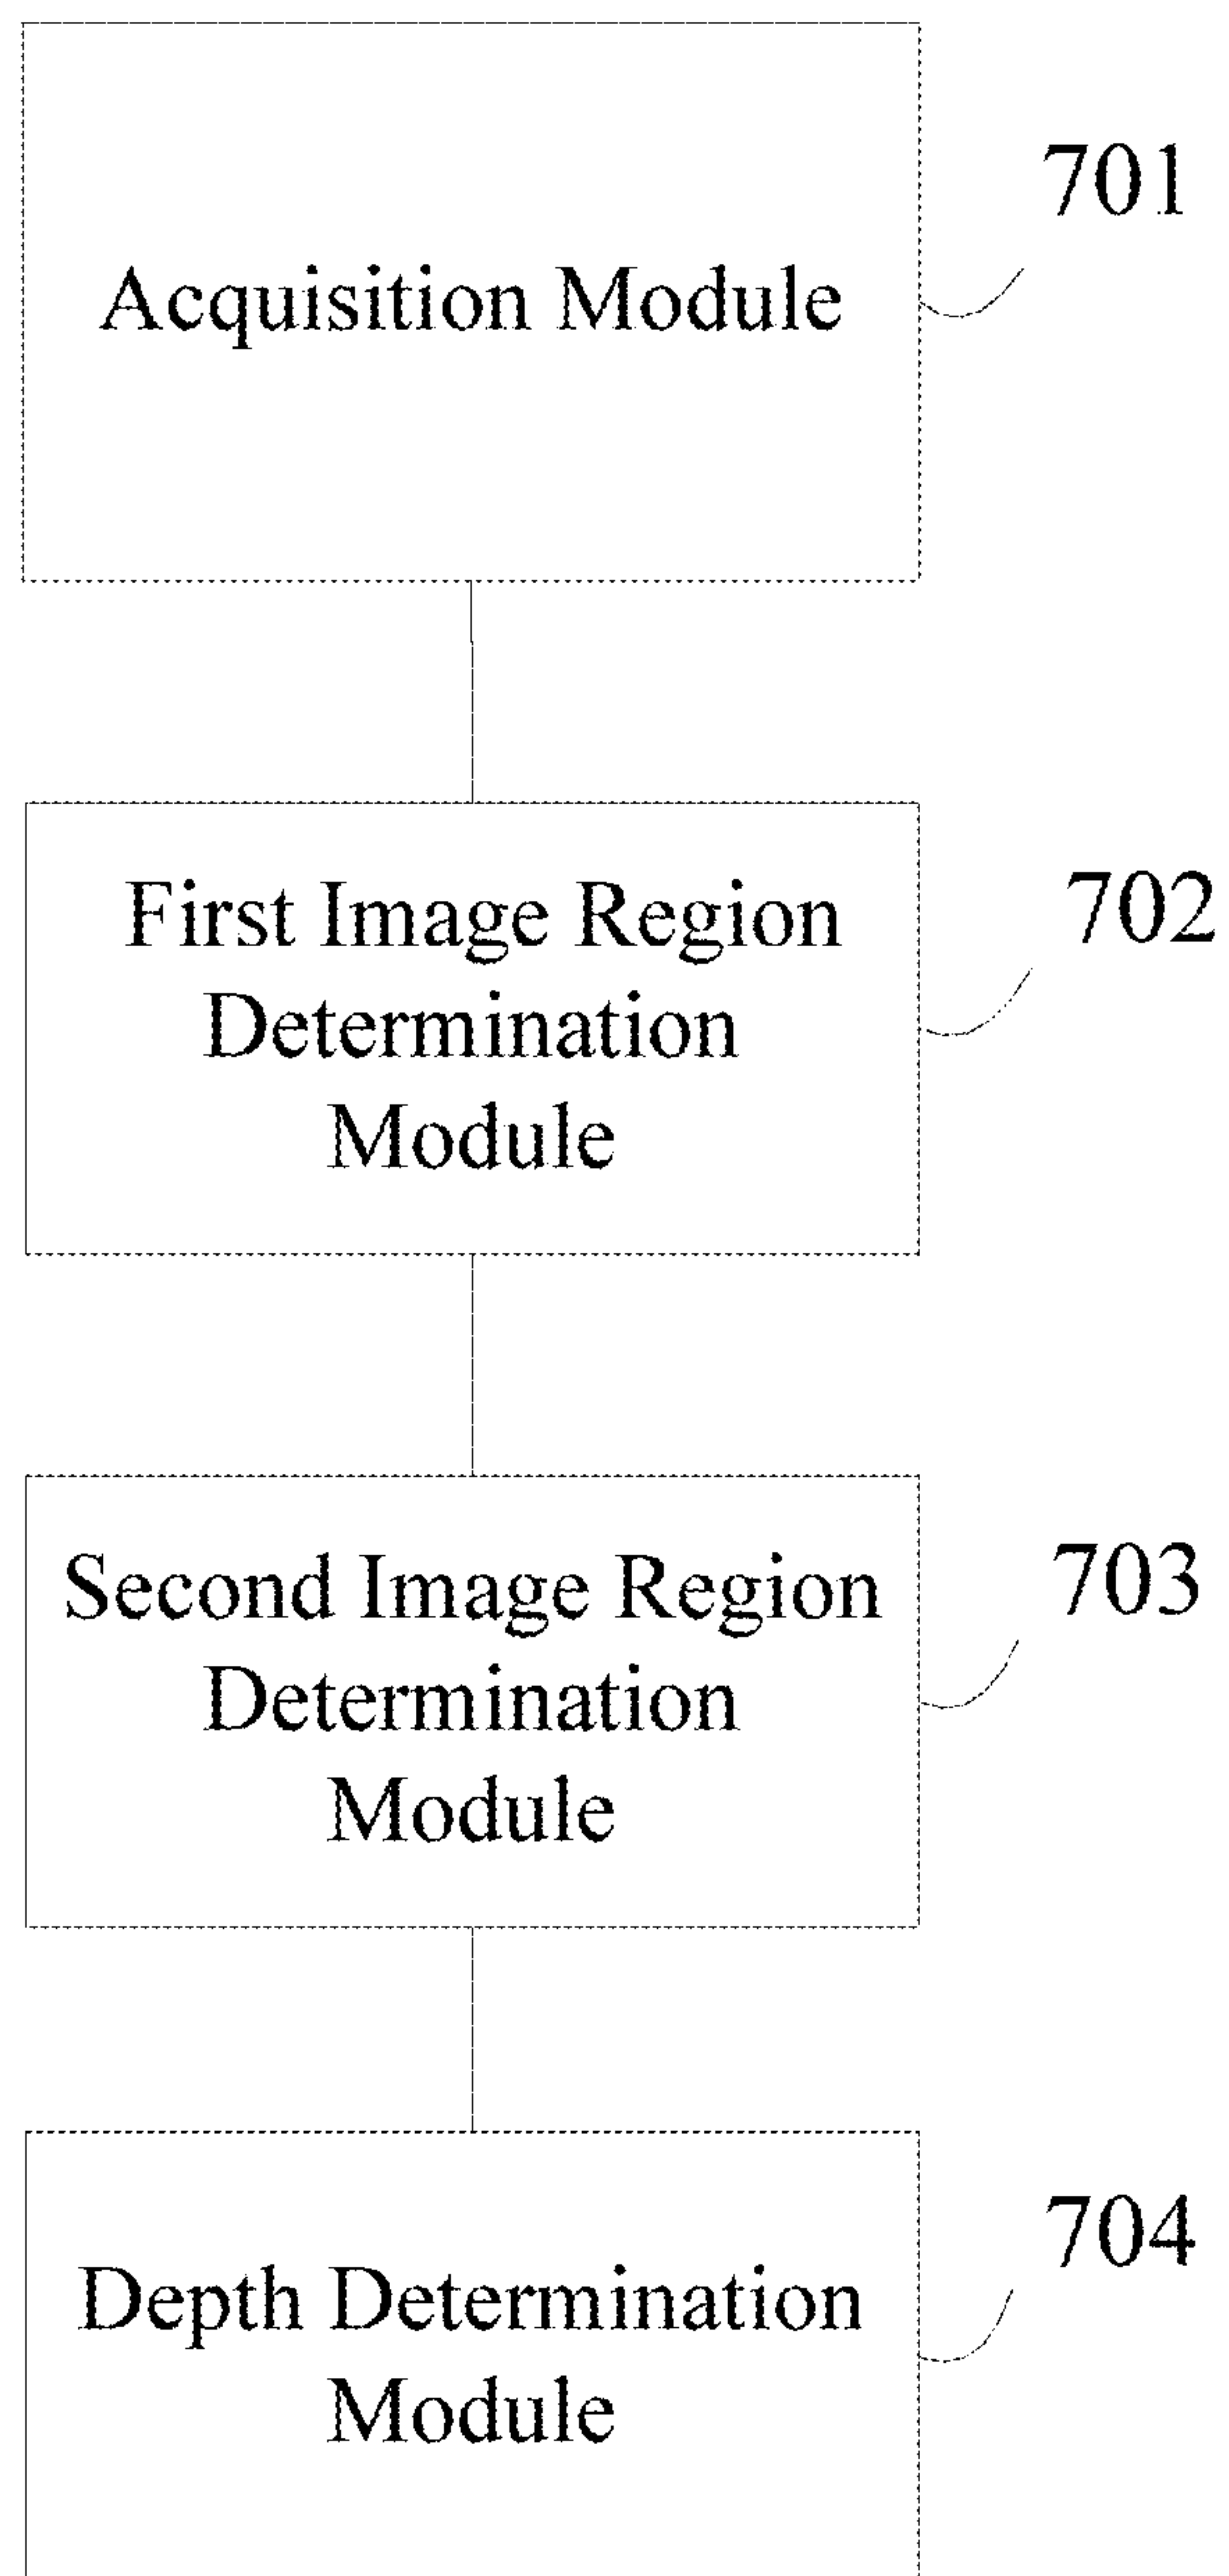 701
Acquisition Module
702
First Image Region
Determination
Module
703
Second Image Region
Determination
Module
704
Depth Determination
Module